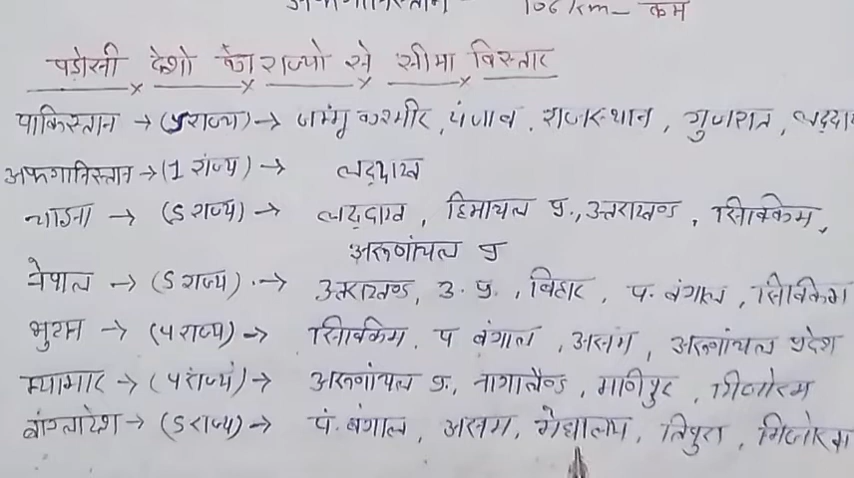 अफगानिस्तान 106 km - कम
पड़ोसी देशो की राज्यो से सीमा विस्तार
पाकिस्तान → (5राज्य) → जम्मू कश्मीर, पंजाब, राजस्थान, गुजरात, लद्दाख
अफगानिस्तान → (1 राज्य) → लद्दाख
चाइना → (5 राज्य) → लद्दाख, हिमाचल प्र., उत्तराखण्ड, सिक्किम,
अरूणांचल प्र
नेपाल → (5 राज्य) → उत्तराखण्ड, उ. प्र., बिहार, प. बंगाल, सिक्किम
भुटान → (4 राज्य) → सिक्किम, प बंगाल, असम, अरूणांचल प्रदेश
म्यामार → (4 राज्य) → अरूणांचल प्र., नागालैण्ड, मणिपुर, मिजोरम
बांग्लादेश → (5 राज्य) → पं. बंगाल, असम, मेघालय, त्रिपुरा, मिजोरम